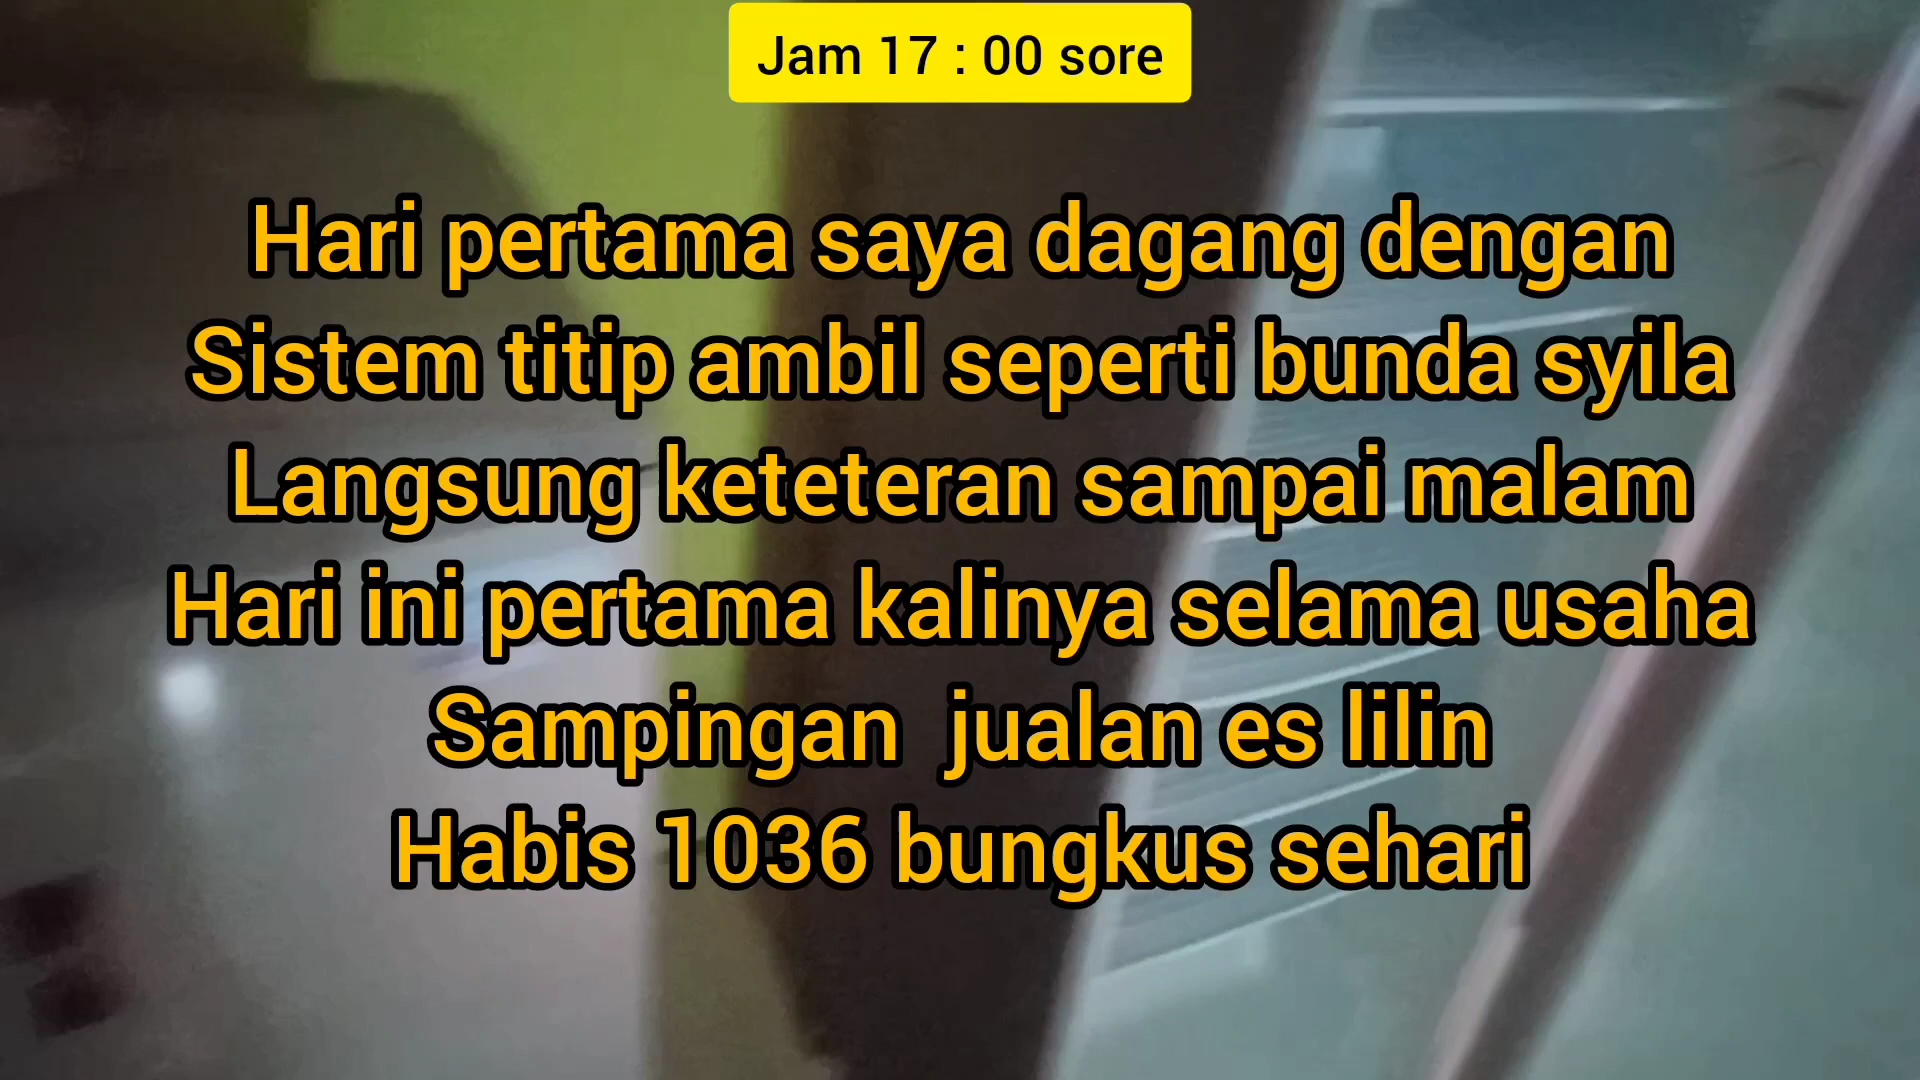 Jam 17 : 00 sore
Hari pertama saya dagang dengan
Sistem titip ambil seperti bunda syila
Langsung keteteran sampai malam
Hari ini pertama kalinya selama usaha
Sampingan  jualan es lilin
Habis 1036 bungkus sehari